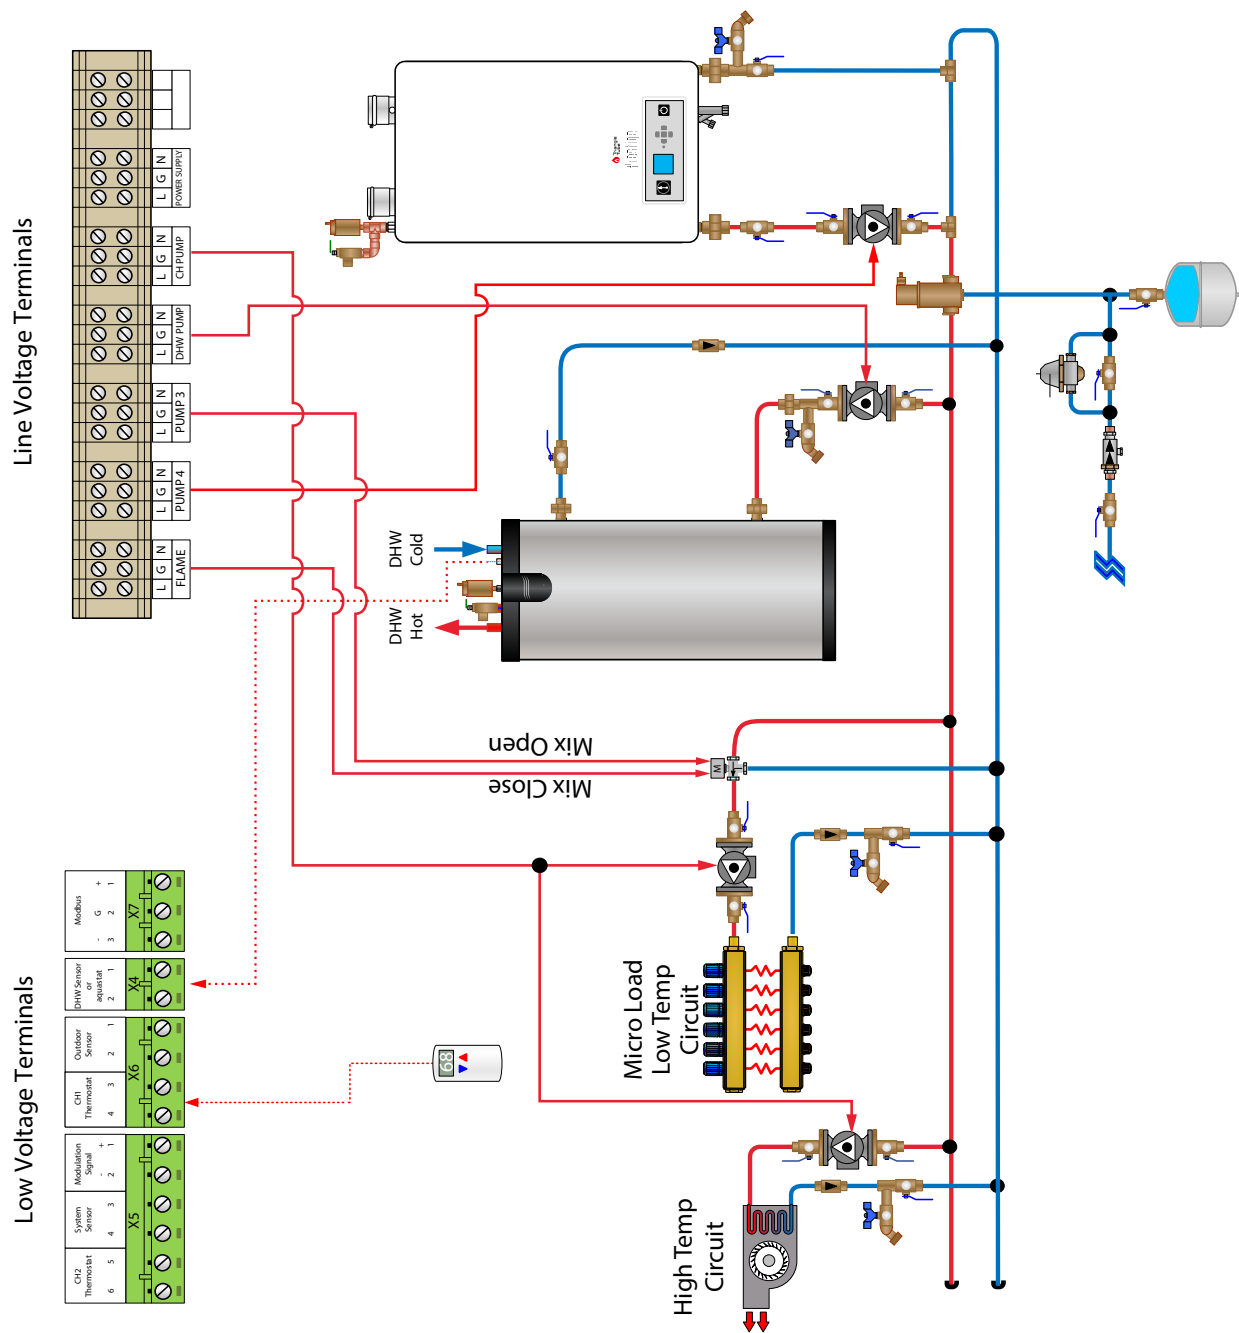 Line Voltage Terminals
L G N
POWER SUPPLY
L G N
CH PUMP
L G N
DHW PUMP
L G N
PUMP 3
L G N
PUMP 4
L G N
FLAME
DHW
Cold
DHW
Hot
Mix Open
Mix Close
M
Low Voltage Terminals
Modbus
- G +
3 2 1
X7
DHW Sensor
or
aquastat
2 1
X4
Outdoor
Sensor
2 1
CH1
Thermostat
4 3
X6
Modulation
Signal
- +
2 1
System
Sensor
4 3
CH2
Thermostat
6 5
X5
68
Micro Load
Low Temp
Circuit
High Temp
Circuit